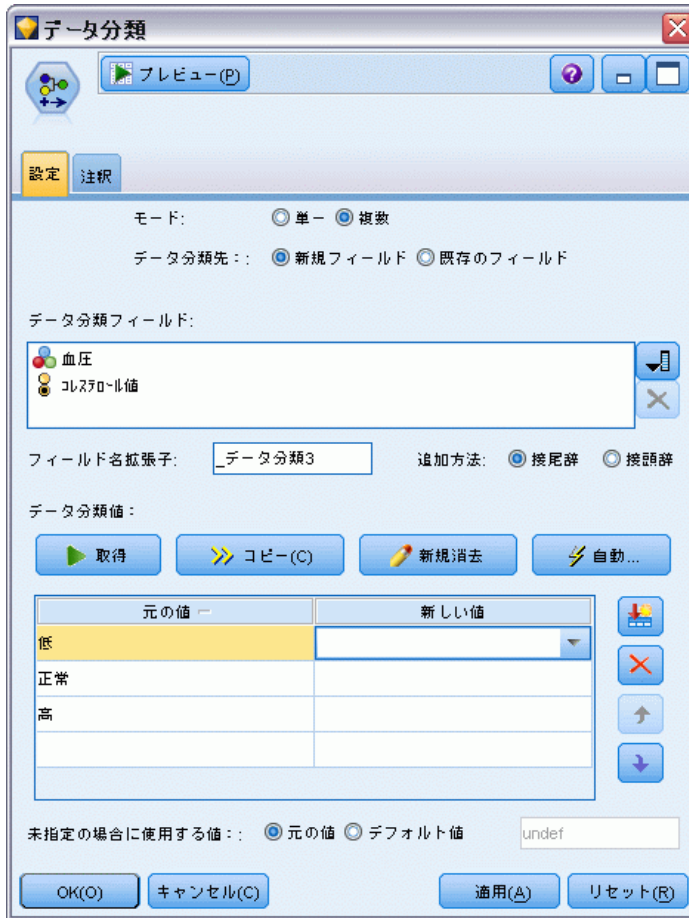 データ分類
プレビュー(P)
設定 注釈
モード: 単一 複数
データ分類先:: 新規フィールド 既存のフィールド
データ分類フィールド:
血圧
コレステロール値
フィールド名拡張子: _データ分類3 追加方法: 接尾辞 接頭辞
データ分類値:
取得 コピー(C) 新規消去 自動...
元の値 新しい値
低
正常
高
未指定の場合に使用する値:: 元の値 デフォルト値 undef
OK(O) キャンセル(C) 適用(A) リセット(R)